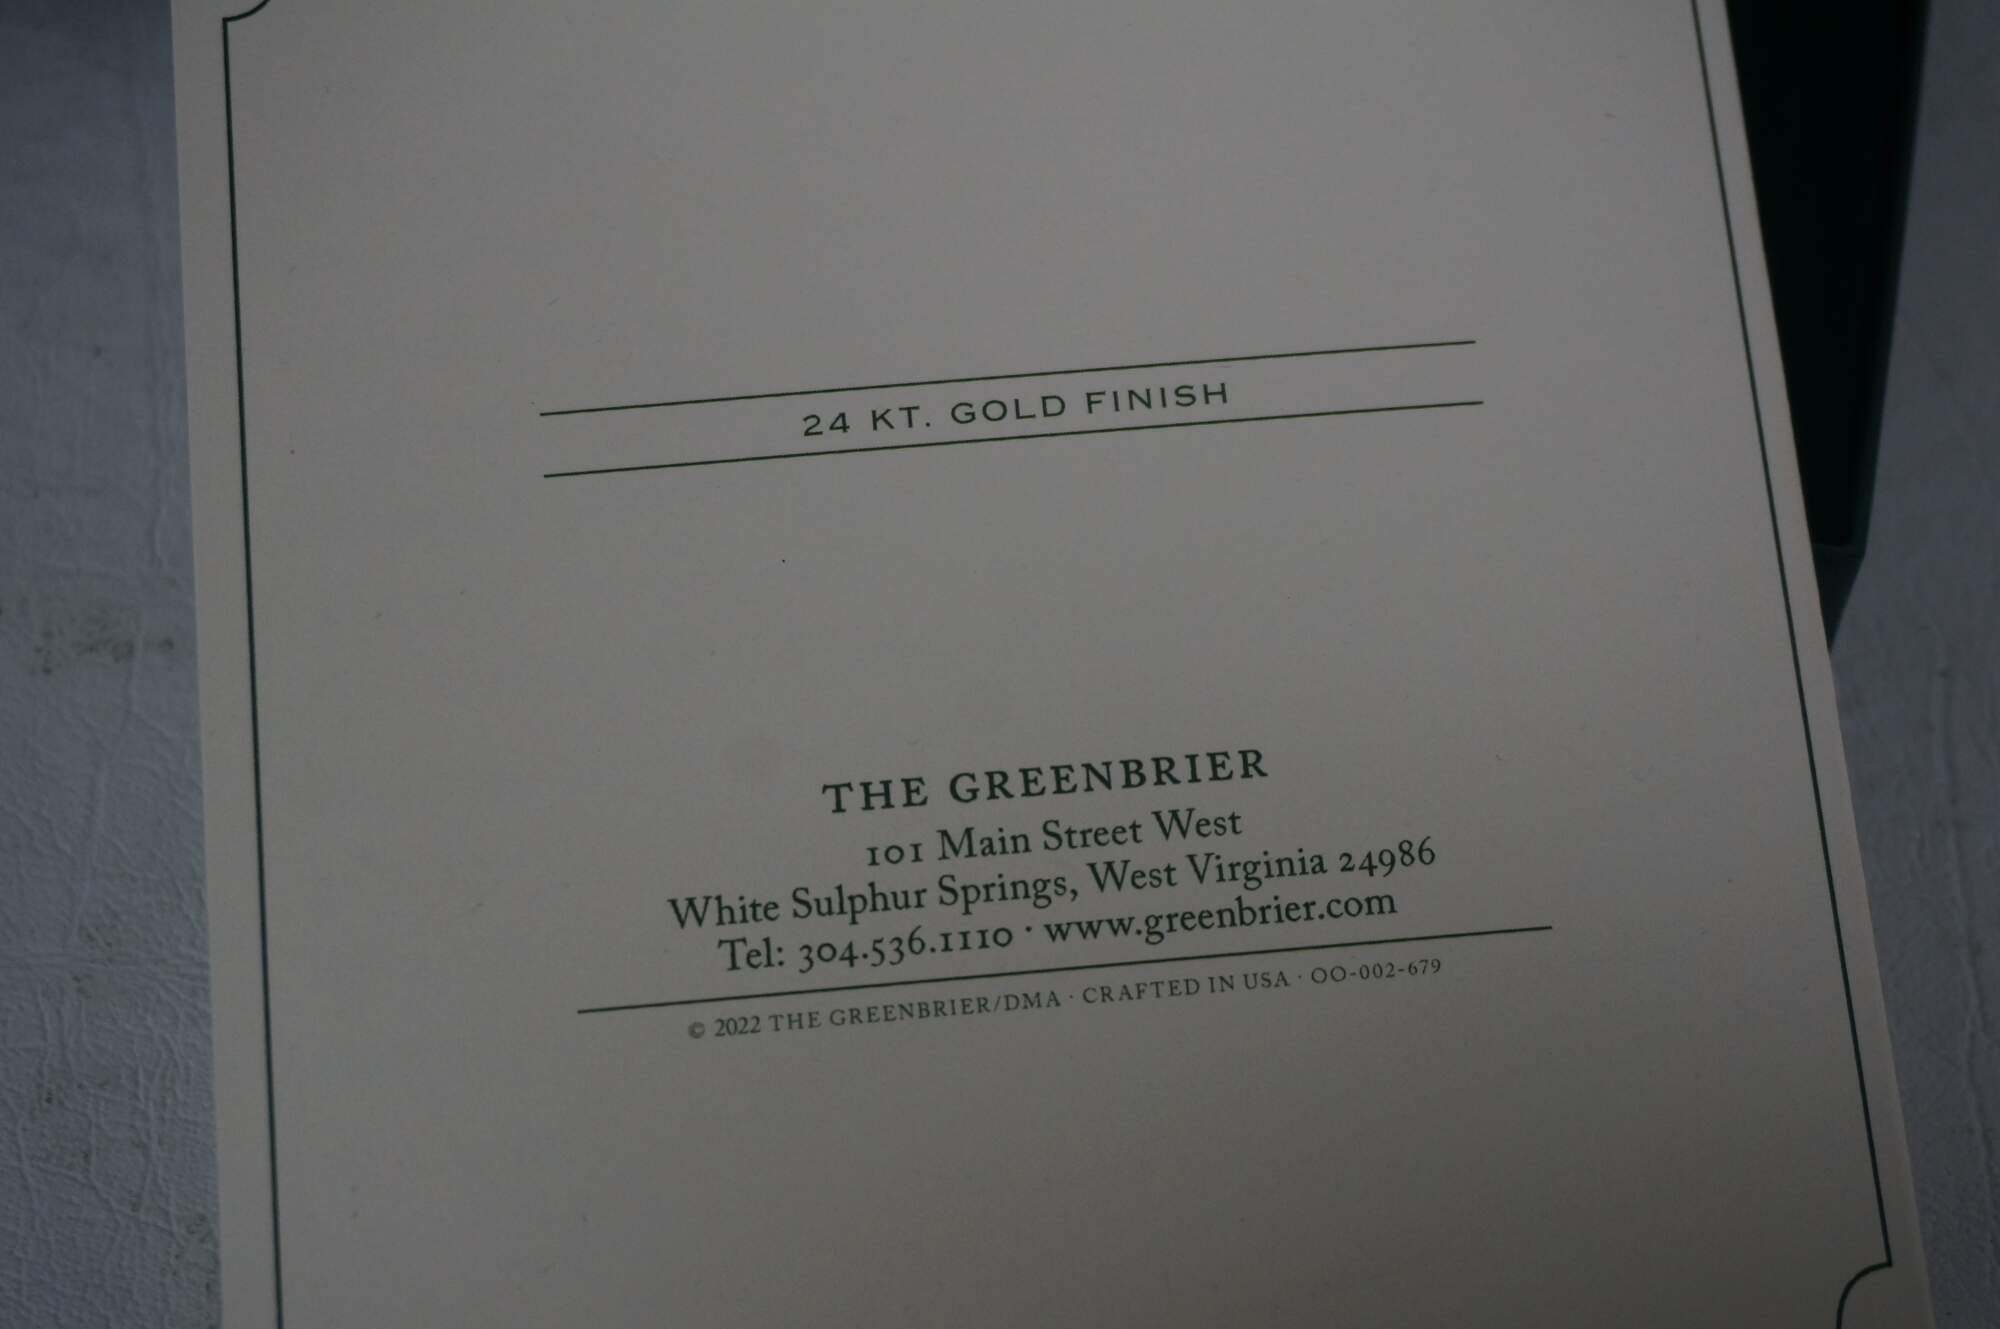 24 KT. GOLD FINISH
THE GREENBRIER
101 Main Street West
White Sulphur Springs, West Virginia 24986
Tel: 304.536.1110 · www.greenbrier.com
© 2022 THE GREENBRIER/DMA · CRAFTED IN USA · OO-002-679